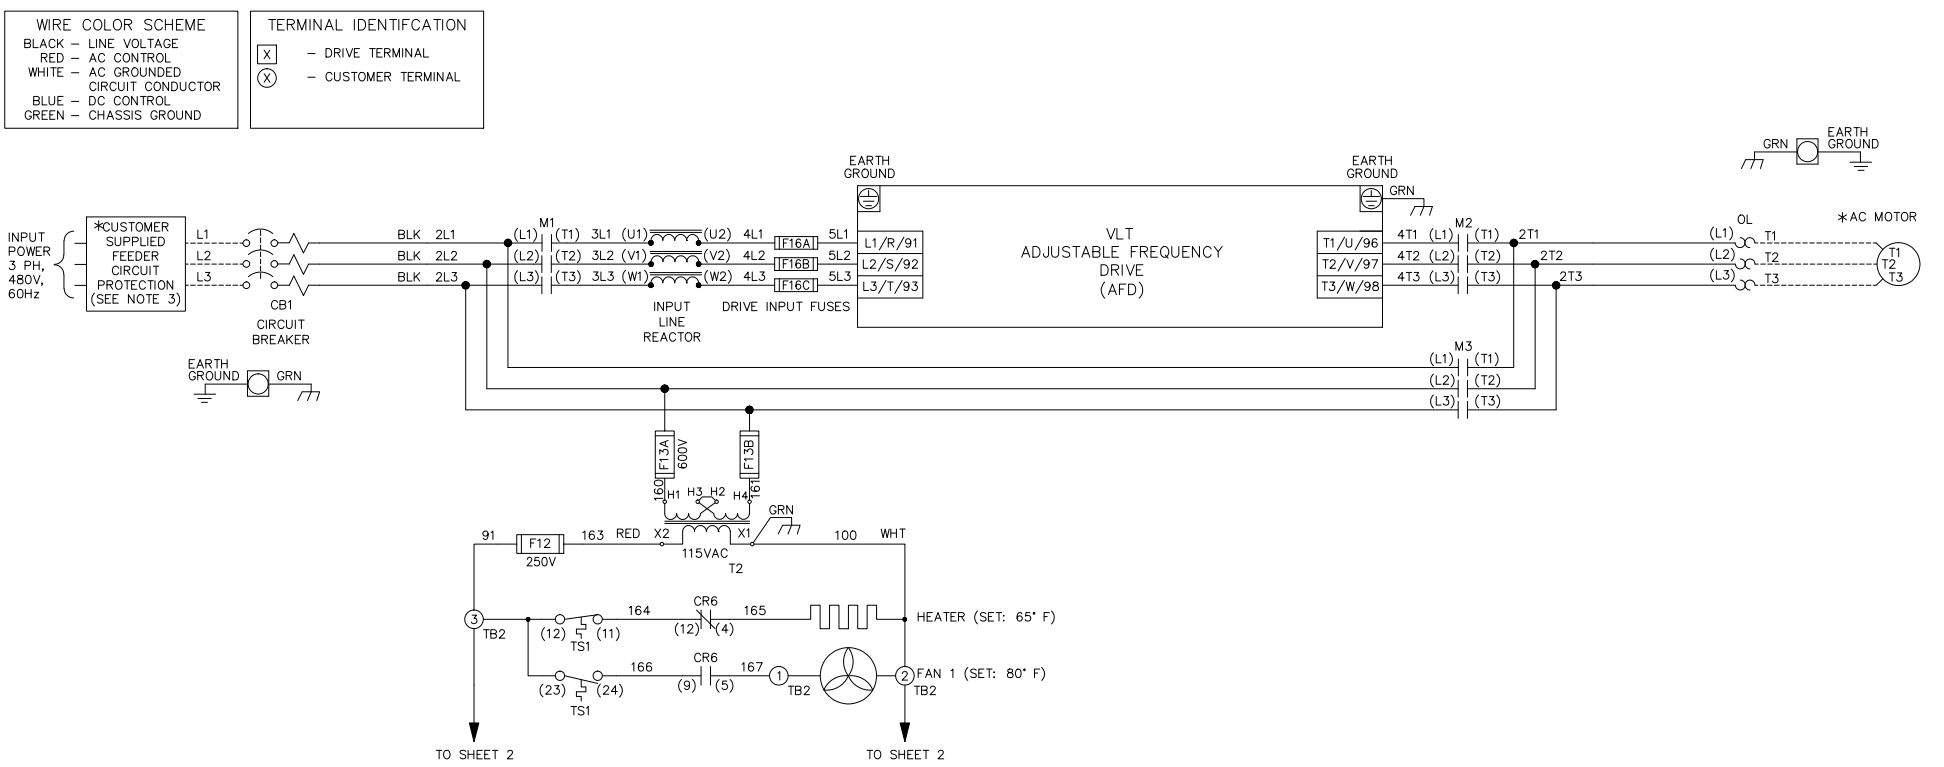 WIRE COLOR SCHEME
BLACK – LINE VOLTAGE
RED – AC CONTROL
WHITE – AC GROUNDED
CIRCUIT CONDUCTOR
BLUE – DC CONTROL
GREEN – CHASSIS GROUND
TERMINAL IDENTIFCATION
X – DRIVE TERMINAL
X – CUSTOMER TERMINAL
INPUT
POWER
3 PH,
480V,
60Hz
*CUSTOMER
SUPPLIED
FEEDER
CIRCUIT
PROTECTION
(SEE NOTE 3)
L1
L2
L3
CB1
CIRCUIT
BREAKER
EARTH
GROUND
GRN
M1
BLK 2L1 (L1) (T1) 3L1 (U1) (U2) 4L1 F16A 5L1 L1/R/91
BLK 2L2 (L2) (T2) 3L2 (V1) (V2) 4L2 F16B 5L2 L2/S/92
BLK 2L3 (L3) (T3) 3L3 (W1) (W2) 4L3 F16C 5L3 L3/T/93
INPUT
LINE
REACTOR
DRIVE INPUT FUSES
EARTH
GROUND
VLT
ADJUSTABLE FREQUENCY
DRIVE
(AFD)
EARTH
GROUND
GRN
M2
T1/U/96 4T1 (L1) (T1) 2T1
T2/V/97 4T2 (L2) (T2) 2T2
T3/W/98 4T3 (L3) (T3) 2T3
GRN
EARTH
GROUND
OL
*AC MOTOR
(L1) T1
(L2) T2
(L3) T3
T1
T2
T3
M3
(L1) (T1)
(L2) (T2)
(L3) (T3)
F13A
600V
F13B
160
161
H1 H3 H2 H4
GRN
91 F12 163 RED X2 X1 100 WHT
250V
115VAC
T2
3
TB2
(12) (11)
TS1
164
CR6
(12) (4)
165
HEATER (SET: 65° F)
(23) (24)
TS1
166
CR6
(9) (5)
167
1
TB2
2
TB2
FAN 1 (SET: 80° F)
TO SHEET 2
TO SHEET 2